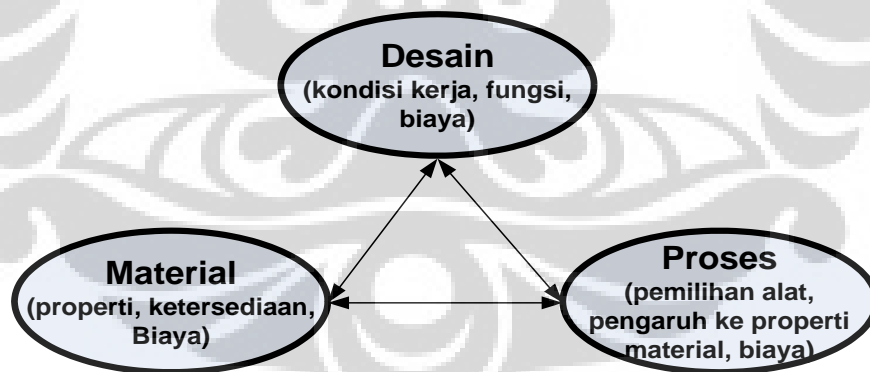 Desain
(kondisi kerja, fungsi,
biaya)
Material
(properti, ketersediaan,
Biaya)
Proses
(pemilihan alat,
pengaruh ke properti
material, biaya)